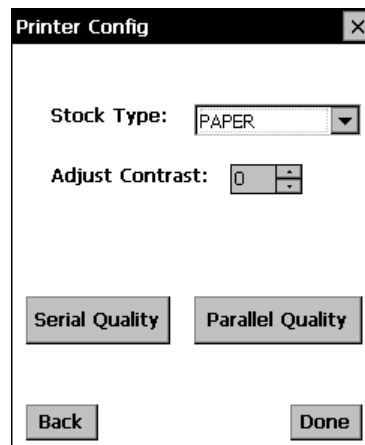 Printer Config
Stock Type: PAPER
Adjust Contrast: 0
Serial Quality Parallel Quality
Back Done